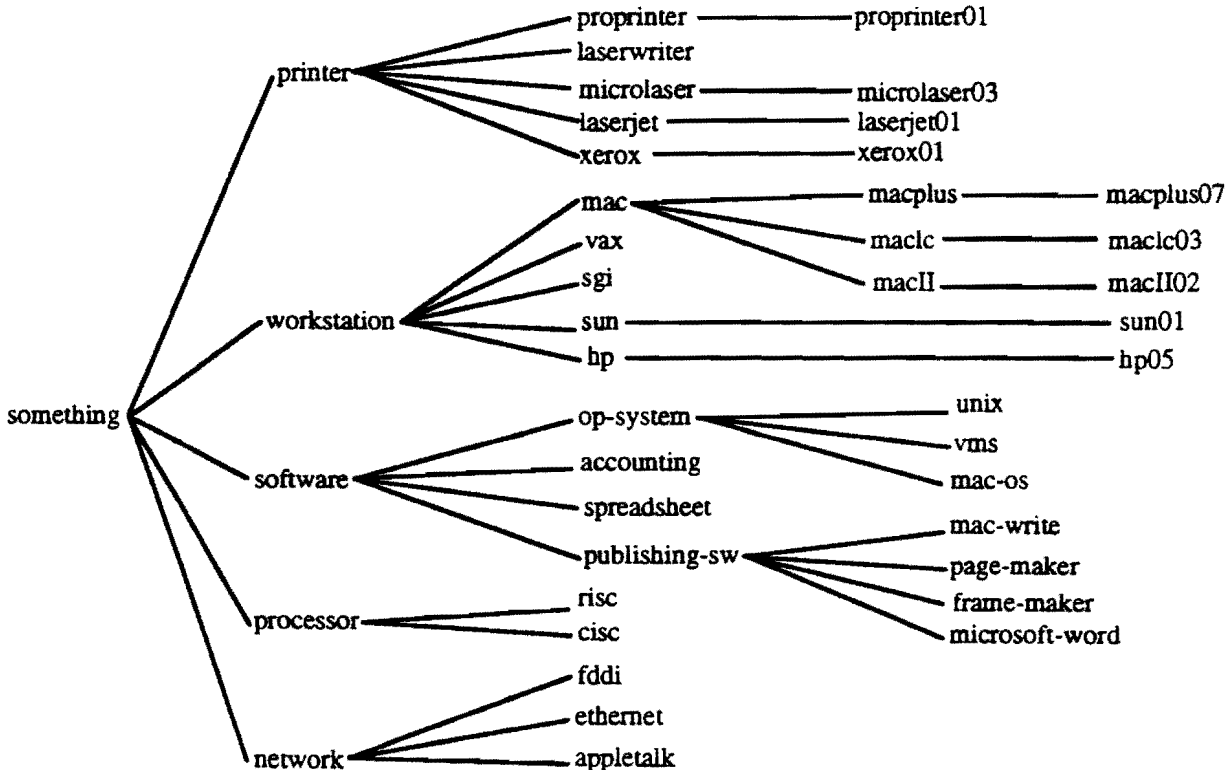 something
printer
proprinter
proprinter01
laserwriter
microlaser
microlaser03
laserjet
laserjet01
xerox
xerox01
workstation
mac
macplus
macplus07
maclc
maclc03
macII
macII02
vax
sgi
sun
sun01
hp
hp05
software
op-system
unix
vms
mac-os
accounting
spreadsheet
publishing-sw
mac-write
page-maker
frame-maker
microsoft-word
processor
risc
cisc
network
fddi
ethernet
appletalk